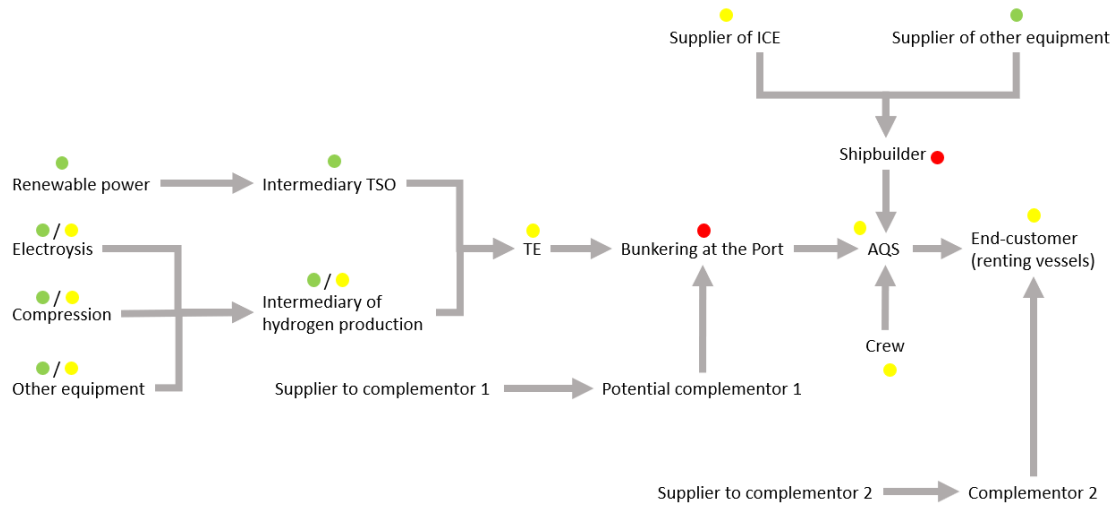 Supplier of ICE
Supplier of other equipment
Shipbuilder
Renewable power
Intermediary TSO
/
Electroysis
TE
Bunkering at the Port
AQS
End-customer
(renting vessels)
/
Compression
/
Intermediary of
hydrogen production
Crew
/
Other equipment
Supplier to complementor 1
Potential complementor 1
Supplier to complementor 2
Complementor 2